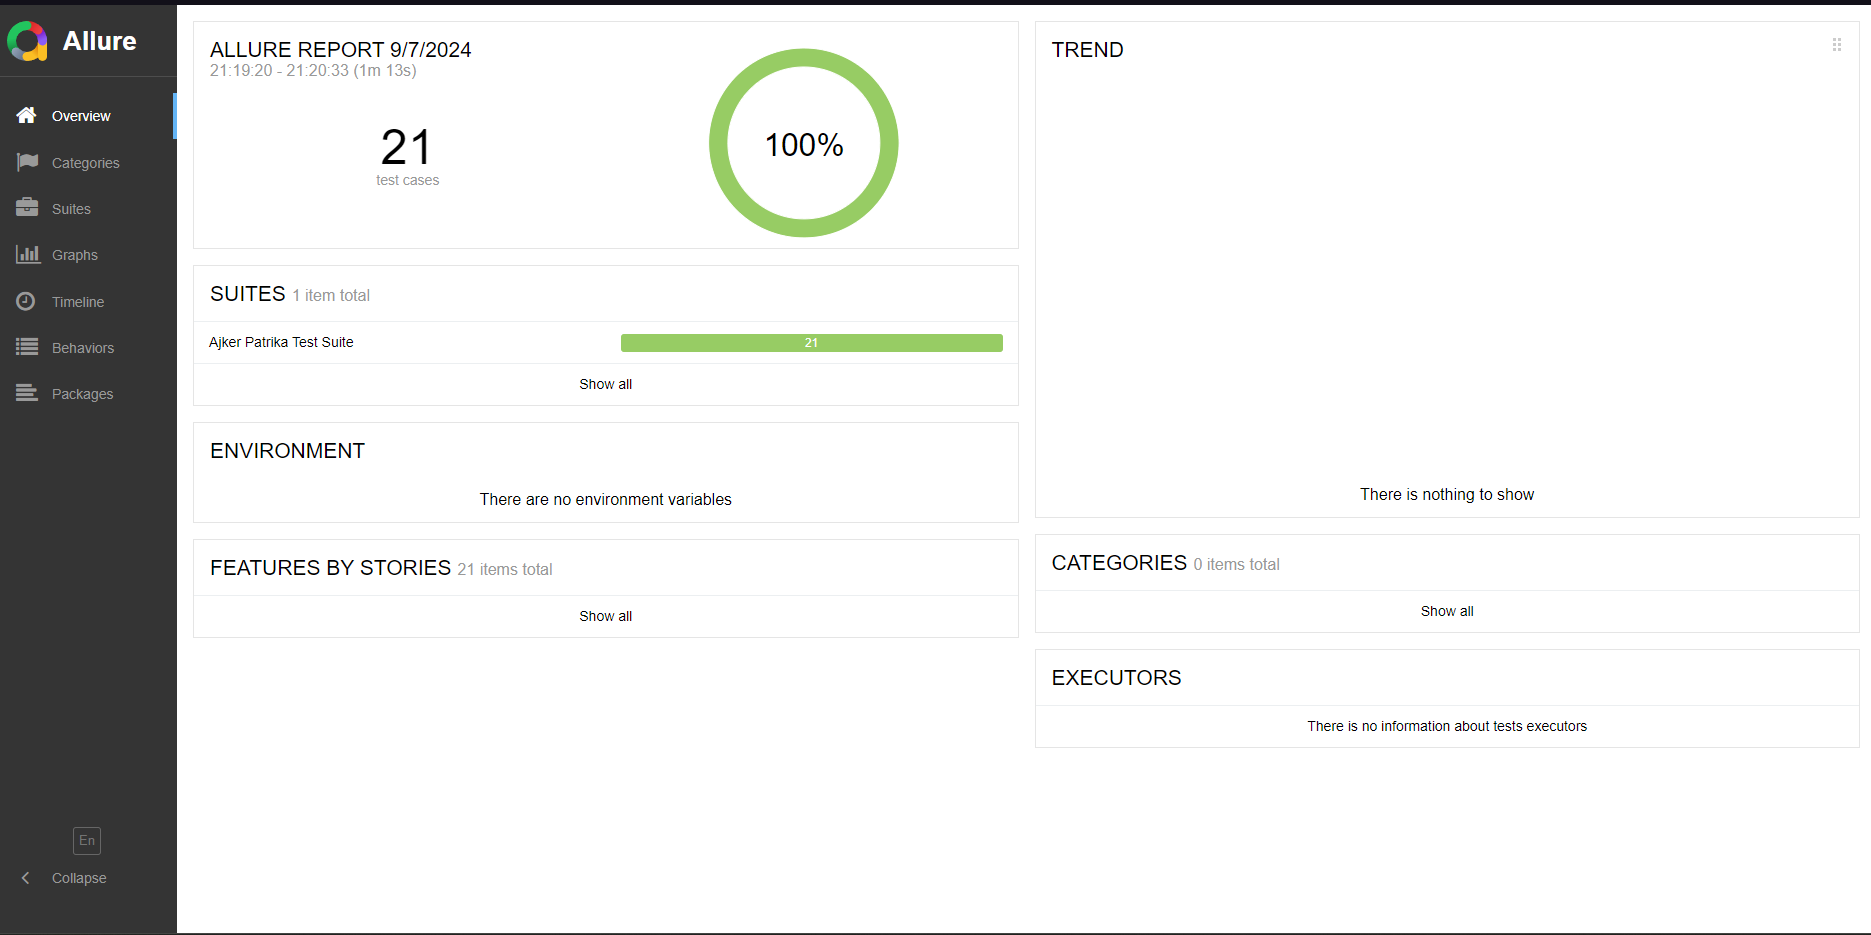 Allure
Overview
Categories
Suites
Graphs
Timeline
Behaviors
Packages
En
Collapse
ALLURE REPORT 9/7/2024
21:19:20 - 21:20:33 (1m 13s)
21
test cases
100%
SUITES 1 item total
Ajker Patrika Test Suite 21
Show all
ENVIRONMENT
There are no environment variables
FEATURES BY STORIES 21 items total
Show all
TREND
There is nothing to show
CATEGORIES 0 items total
Show all
EXECUTORS
There is no information about tests executors